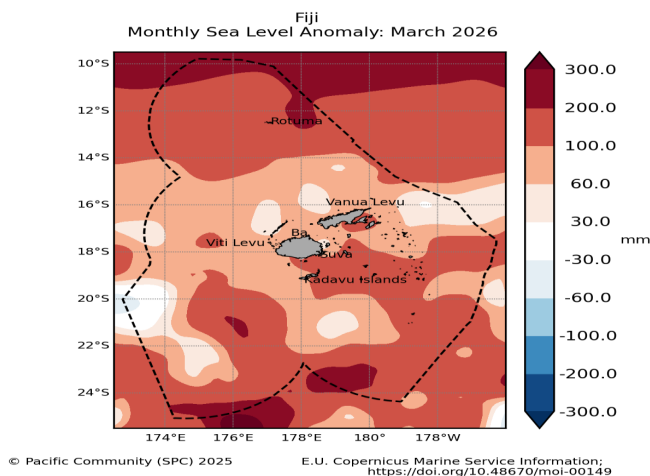 Fiji
Monthly Sea Level Anomaly: March 2026
10°S
12°S
14°S
16°S
18°S
20°S
22°S
24°S
Rotuma
Vanua Levu
Ba
Viti Levu
Suva
Kadavu Islands
174°E
176°E
178°E
180°
178°W
300.0
200.0
100.0
60.0
30.0
-30.0
-60.0
-100.0
-200.0
-300.0
mm
© Pacific Community (SPC) 2025
E.U. Copernicus Marine Service Information;
https://doi.org/10.48670/moi-00149